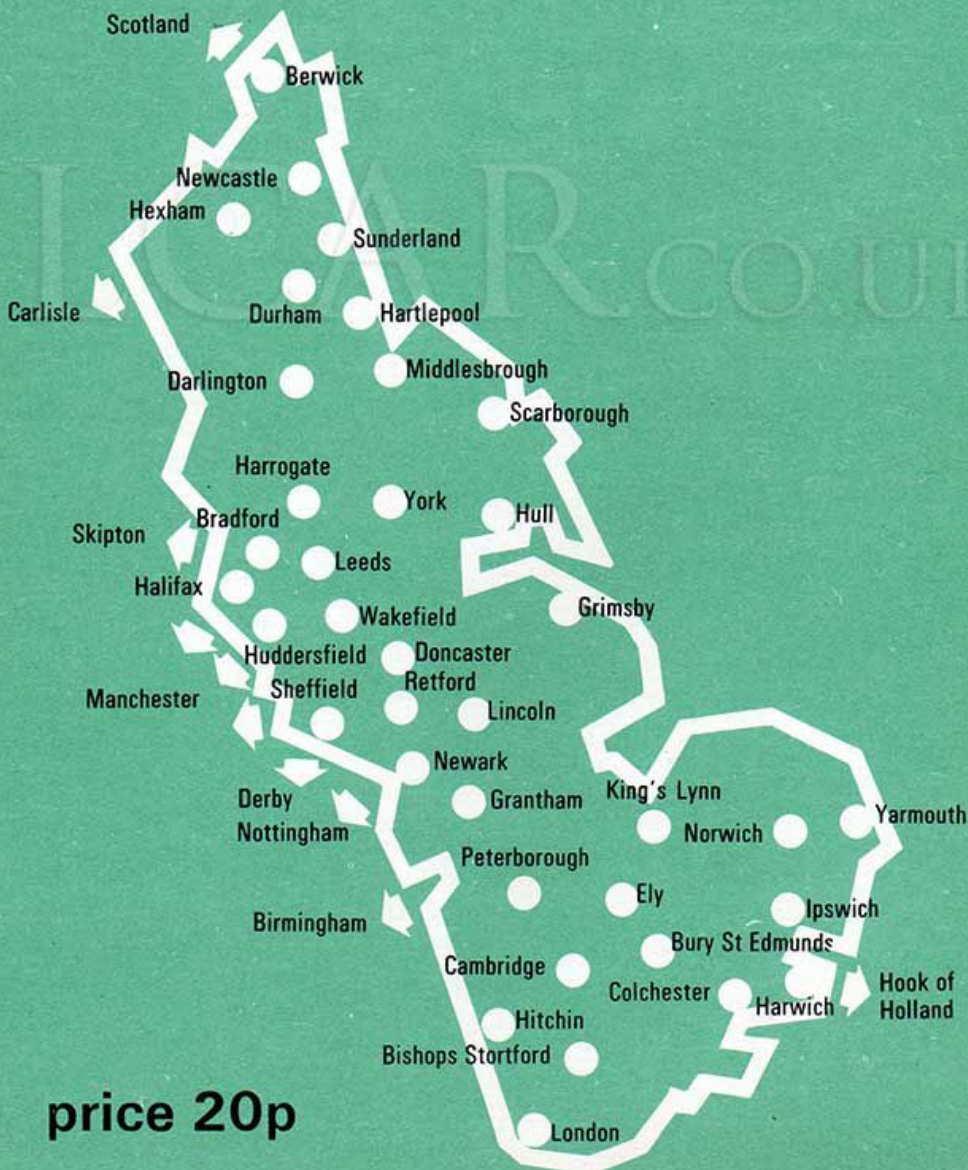 Scotland
Berwick
Newcastle
Hexham
Sunderland
Carlisle
Durham
Hartlepool
Darlington
Middlesbrough
Scarborough
Harrogate
York
Bradford
Hull
Skipton
Leeds
Halifax
Wakefield
Grimsby
Huddersfield
Doncaster
Sheffield
Retford
Manchester
Lincoln
Newark
Derby
Grantham
King's Lynn
Nottingham
Norwich
Yarmouth
Peterborough
Ely
Ipswich
Birmingham
Bury St Edmunds
Cambridge
Colchester
Harwich
Hook of
Holland
Hitchin
Bishops Stortford
price 20p
London
ICAR.CO.U